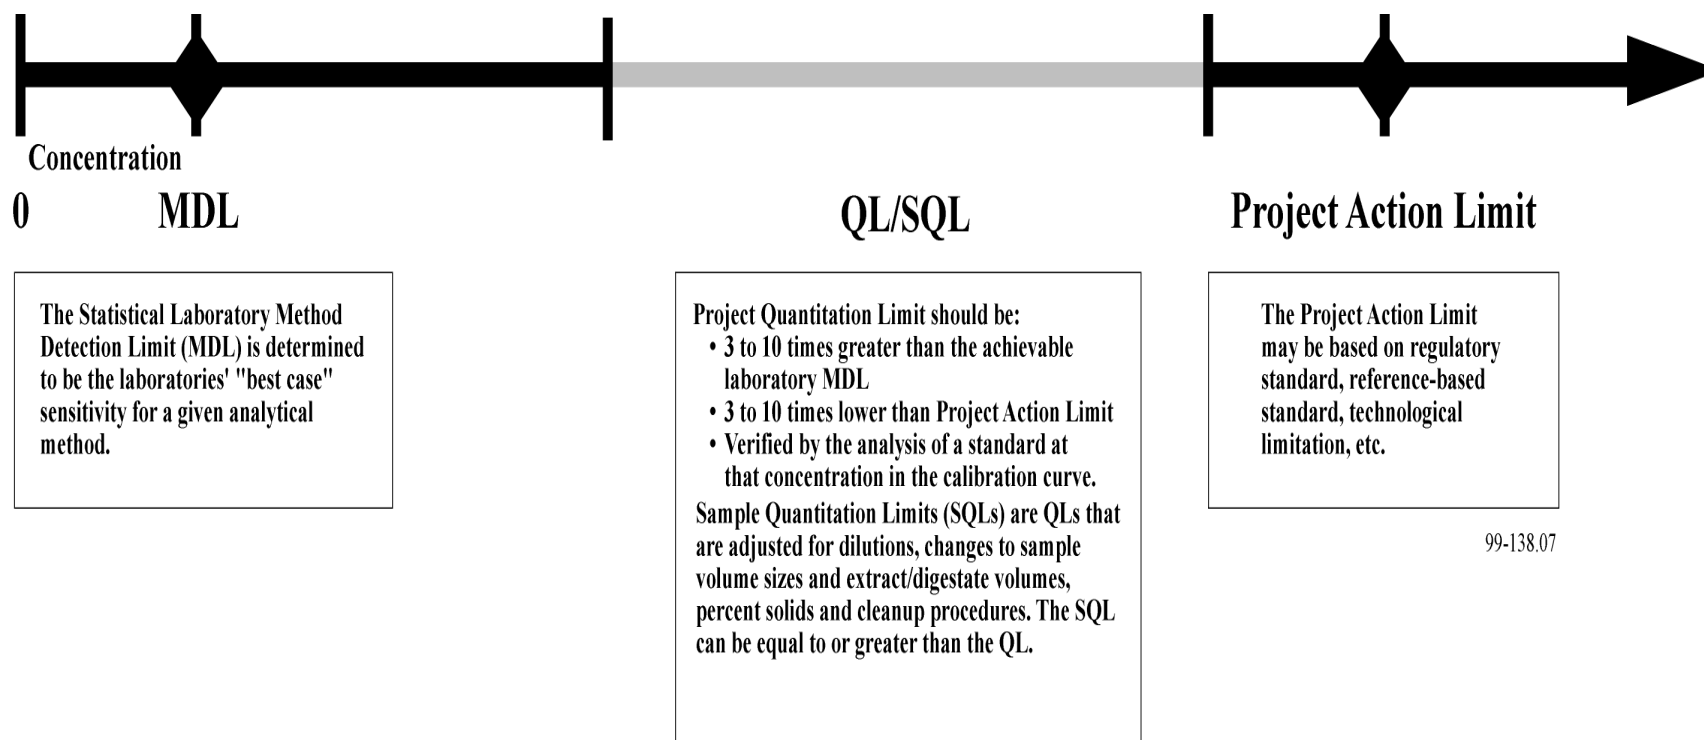 Concentration
0 MDL QL/SQL Project Action Limit
The Statistical Laboratory Method
Detection Limit (MDL) is determined
to be the laboratories' "best case"
sensitivity for a given analytical
method.
Project Quantitation Limit should be:
• 3 to 10 times greater than the achievable
laboratory MDL
• 3 to 10 times lower than Project Action Limit
• Verified by the analysis of a standard at
that concentration in the calibration curve.
Sample Quantitation Limits (SQLs) are QLs that
are adjusted for dilutions, changes to sample
volume sizes and extract/digestate volumes,
percent solids and cleanup procedures. The SQL
can be equal to or greater than the QL.
The Project Action Limit
may be based on regulatory
standard, reference-based
standard, technological
limitation, etc.
99-138.07